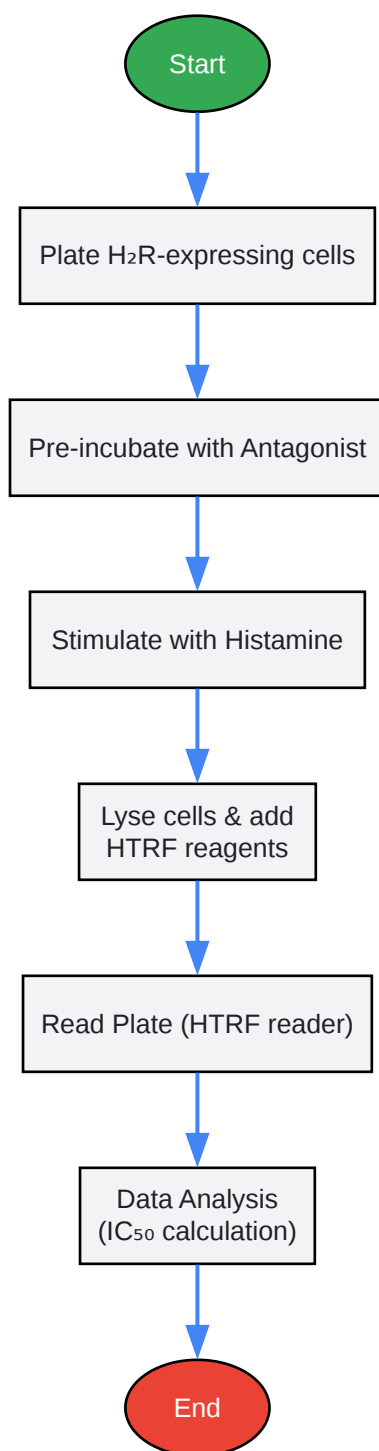 Start
Plate H₂R-expressing cells
Pre-incubate with Antagonist
Stimulate with Histamine
Lyse cells & add
HTRF reagents
Read Plate (HTRF reader)
Data Analysis
(IC₅₀ calculation)
End